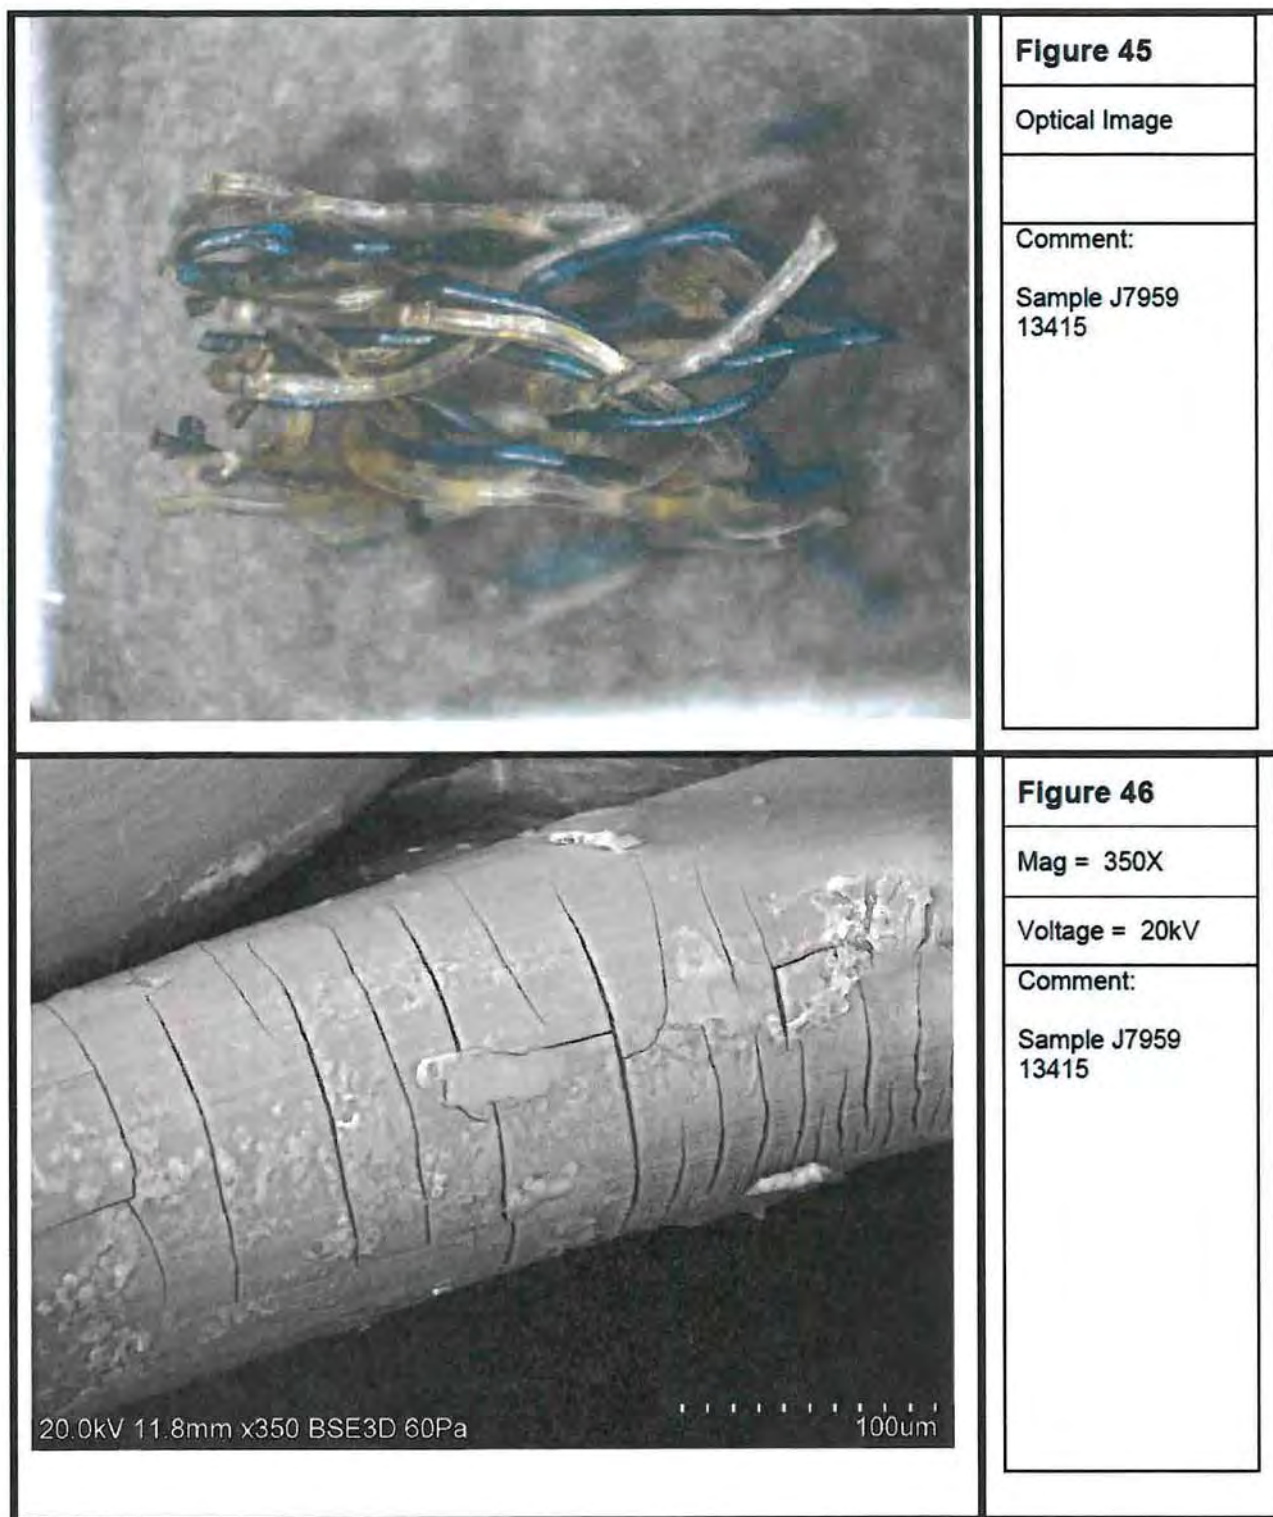 Figure 45
Optical Image
Comment:
Sample J7959
13415
Figure 46
Mag = 350X
Voltage = 20kV
Comment:
Sample J7959
13415
20.0kV 11.8mm x350 BSE3D 60Pa
100um